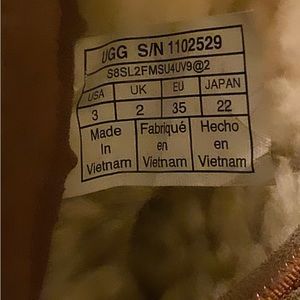 UGG S/N 1102529
S8SL2FMSU4UV9@2
USA UK EU JAPAN
3 2 35 22
Made Fabriqué Hecho
In en en
Vietnam Vietnam Vietnam